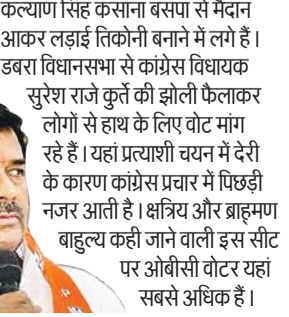 कल्याण सिंह कंसाना बसपा से मैदान
आकर लड़ाई तिकोनी बनाने में लगे हैं।
डबरा विधानसभा से कांग्रेस विधायक
सुरेश राजे कुर्ते की झोली फैलाकर
लोगों से हाथ के लिए वोट मांग
रहे हैं। यहां प्रत्याशी चयन में देरी
के कारण कांग्रेस प्रचार में पिछड़ी
नजर आती है। क्षत्रिय और ब्राह्मण
बाहुल्य कही जाने वाली इस सीट
पर ओबीसी वोटर यहां
सबसे अधिक हैं।